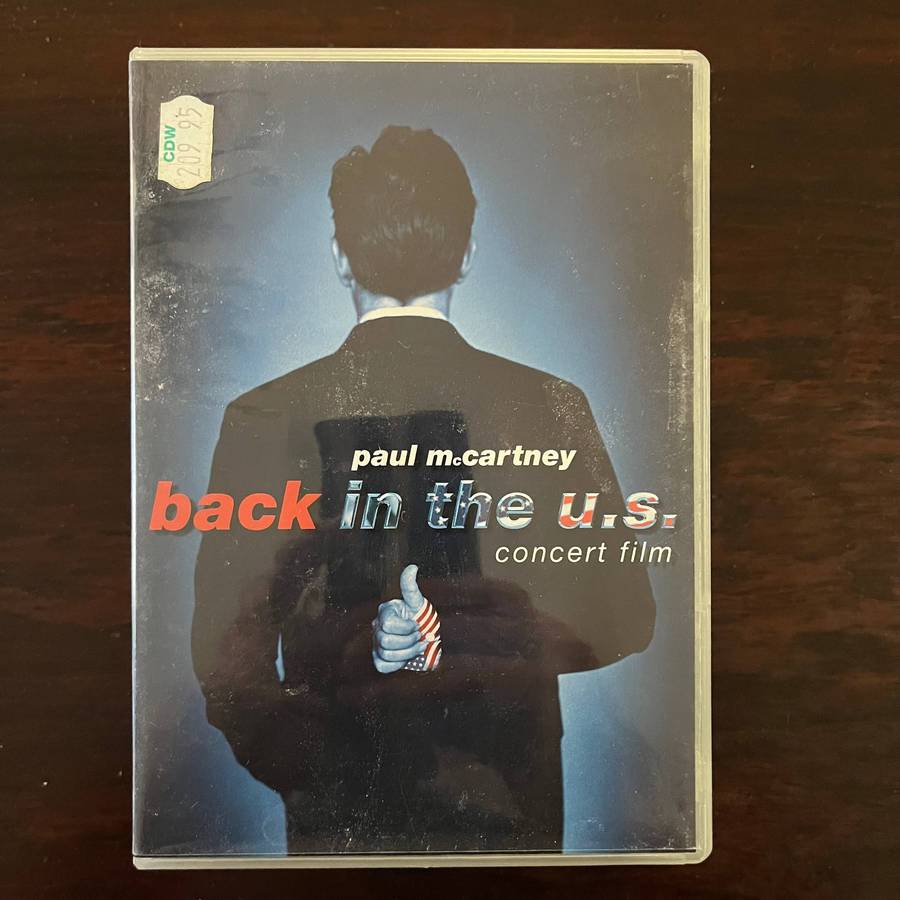 CDW
209 95
paul mccartney
back in the u.s.
concert film